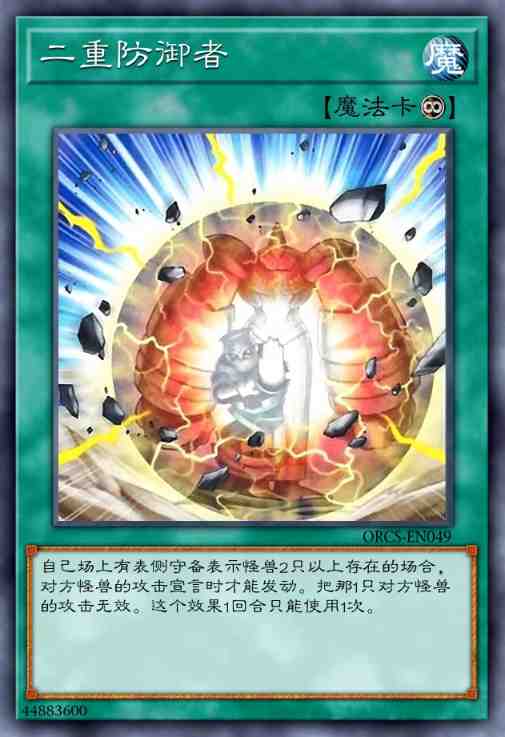 二重防御者
魔
【魔法卡】
ORCS-EN049
自己场上有表侧守备表示怪兽2只以上存在的场合，
对方怪兽的攻击宣言时才能发动。把那1只对方怪兽
的攻击无效。这个效果1回合只能使用1次。
44883600